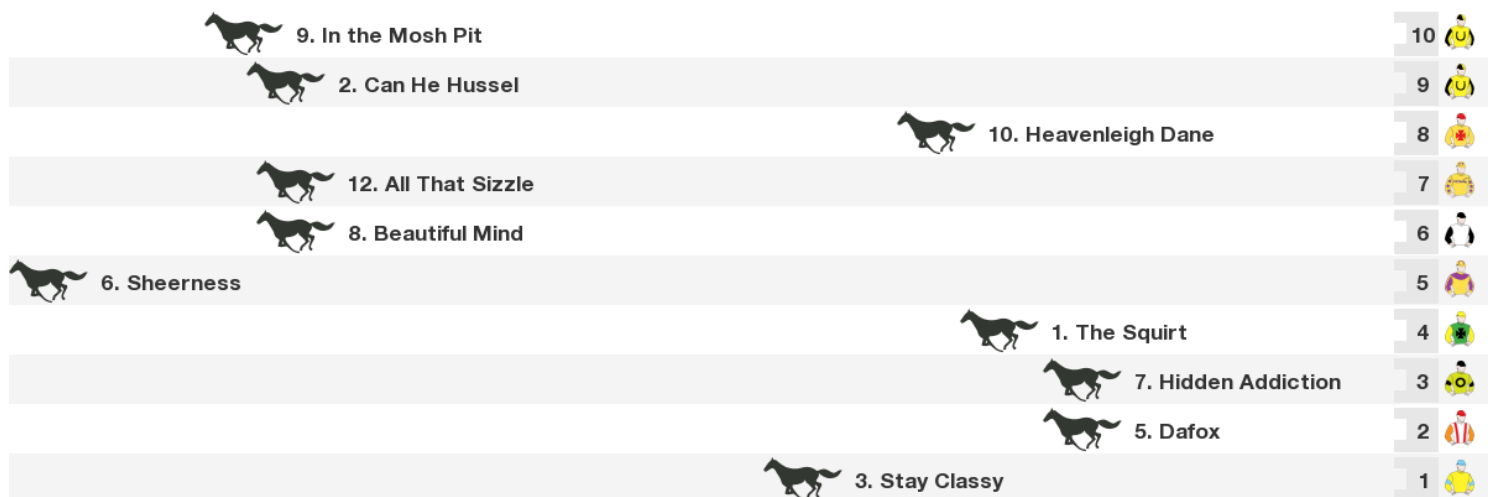 9. In the Mosh Pit 10
2. Can He Hussel 9
10. Heavenleigh Dane 8
12. All That Sizzle 7
8. Beautiful Mind 6
6. Sheerness 5
1. The Squirt 4
7. Hidden Addiction 3
5. Dafox 2
3. Stay Classy 1